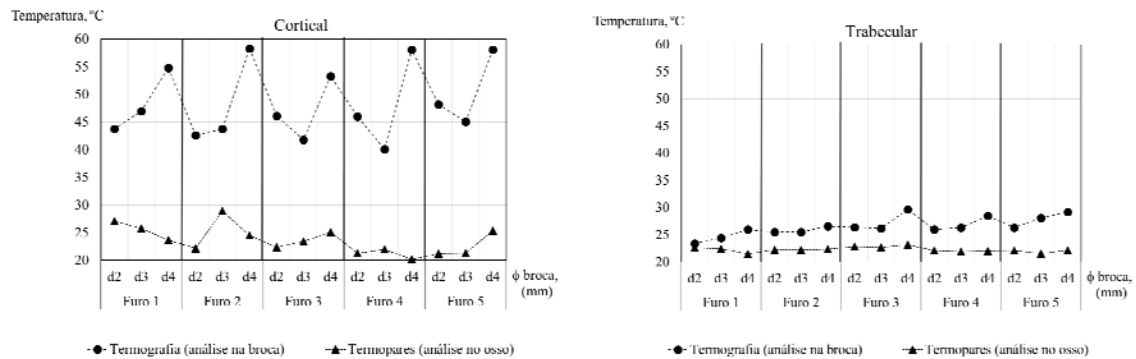 Temperatura, ºC
Cortical
60
55
50
45
40
35
30
25
20
d2 d3 d4 d2 d3 d4 d2 d3 d4 d2 d3 d4 d2 d3 d4 ϕ broca,
(mm)
Furo 1 Furo 2 Furo 3 Furo 4 Furo 5
Termografia (análise na broca) Termopares (análise no osso)
Temperatura, ºC
Trabecular
60
55
50
45
40
35
30
25
20
d2 d3 d4 d2 d3 d4 d2 d3 d4 d2 d3 d4 d2 d3 d4 ϕ broca,
(mm)
Furo 1 Furo 2 Furo 3 Furo 4 Furo 5
Termografia (análise na broca) Termopares (análise no osso)